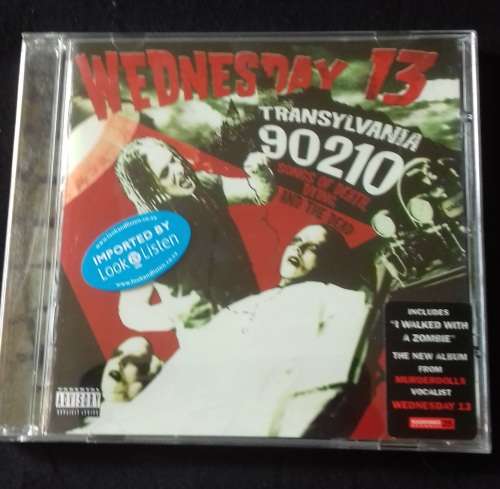 WEDNESDAY 13
TRANSYLVANIA
90210
SONGS OF DEATH,
DYING,
AND THE DEAD
IMPORTED BY
Look & Listen
INCLUDES
"I WALKED WITH
A ZOMBIE"
THE NEW ALBUM
FROM
MURDERDOLLS
VOCALIST
WEDNESDAY 13
PARENTAL
ADVISORY
EXPLICIT LYRICS